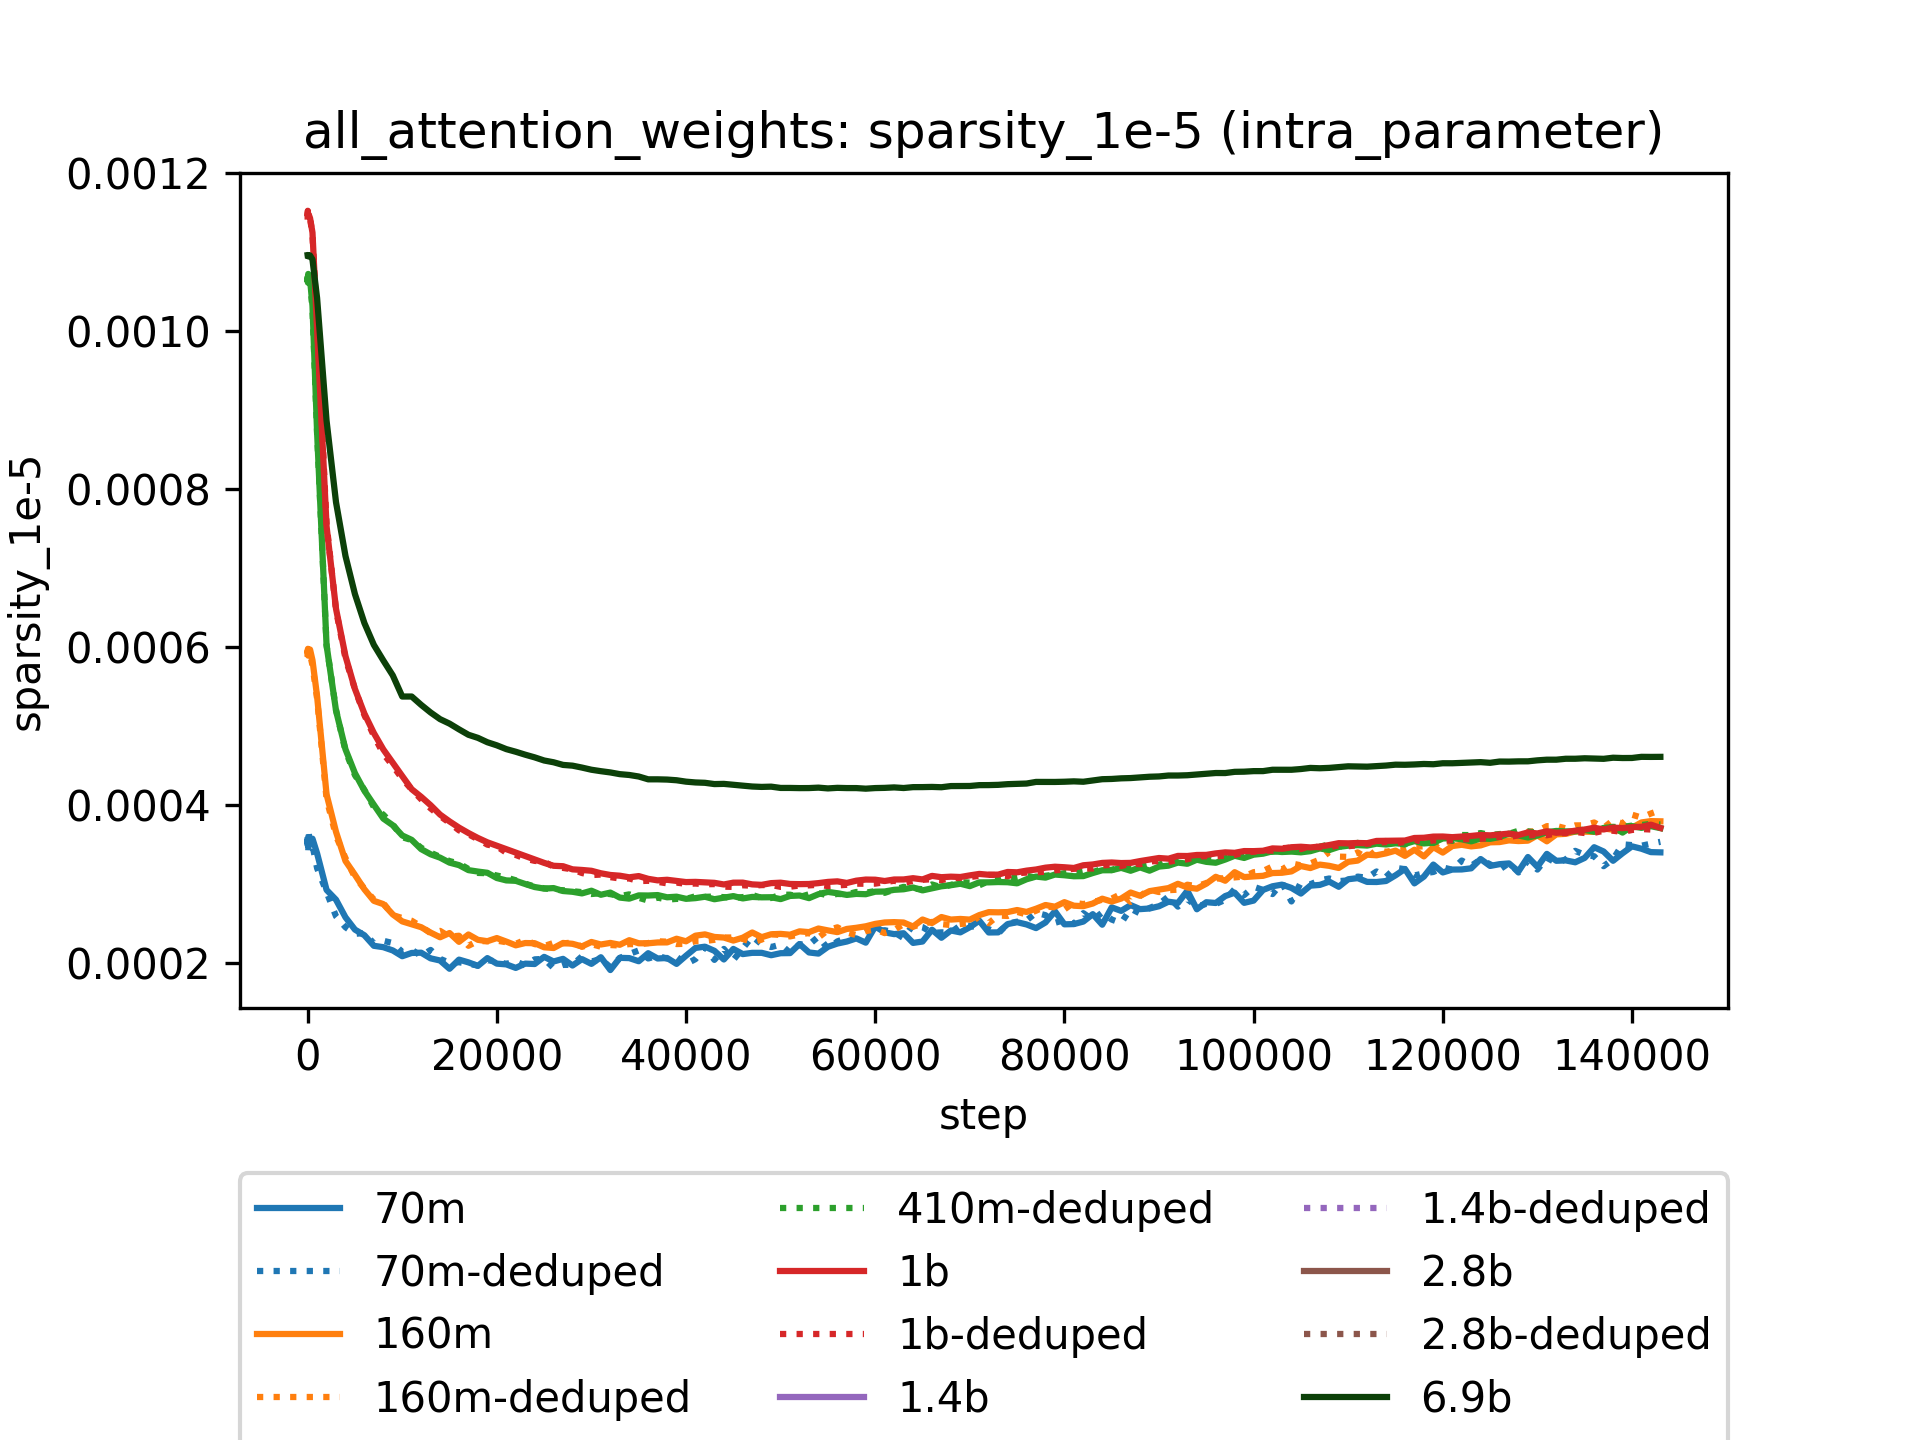 all_attention_weights: sparsity_1e-5 (intra_parameter)
0.0012
0.0010
0.0008
0.0006
0.0004
0.0002
sparsity_1e-5
0 20000 40000 60000 80000 100000 120000 140000
step
70m 410m-deduped 1.4b-deduped
70m-deduped 1b 2.8b
160m 1b-deduped 2.8b-deduped
160m-deduped 1.4b 6.9b